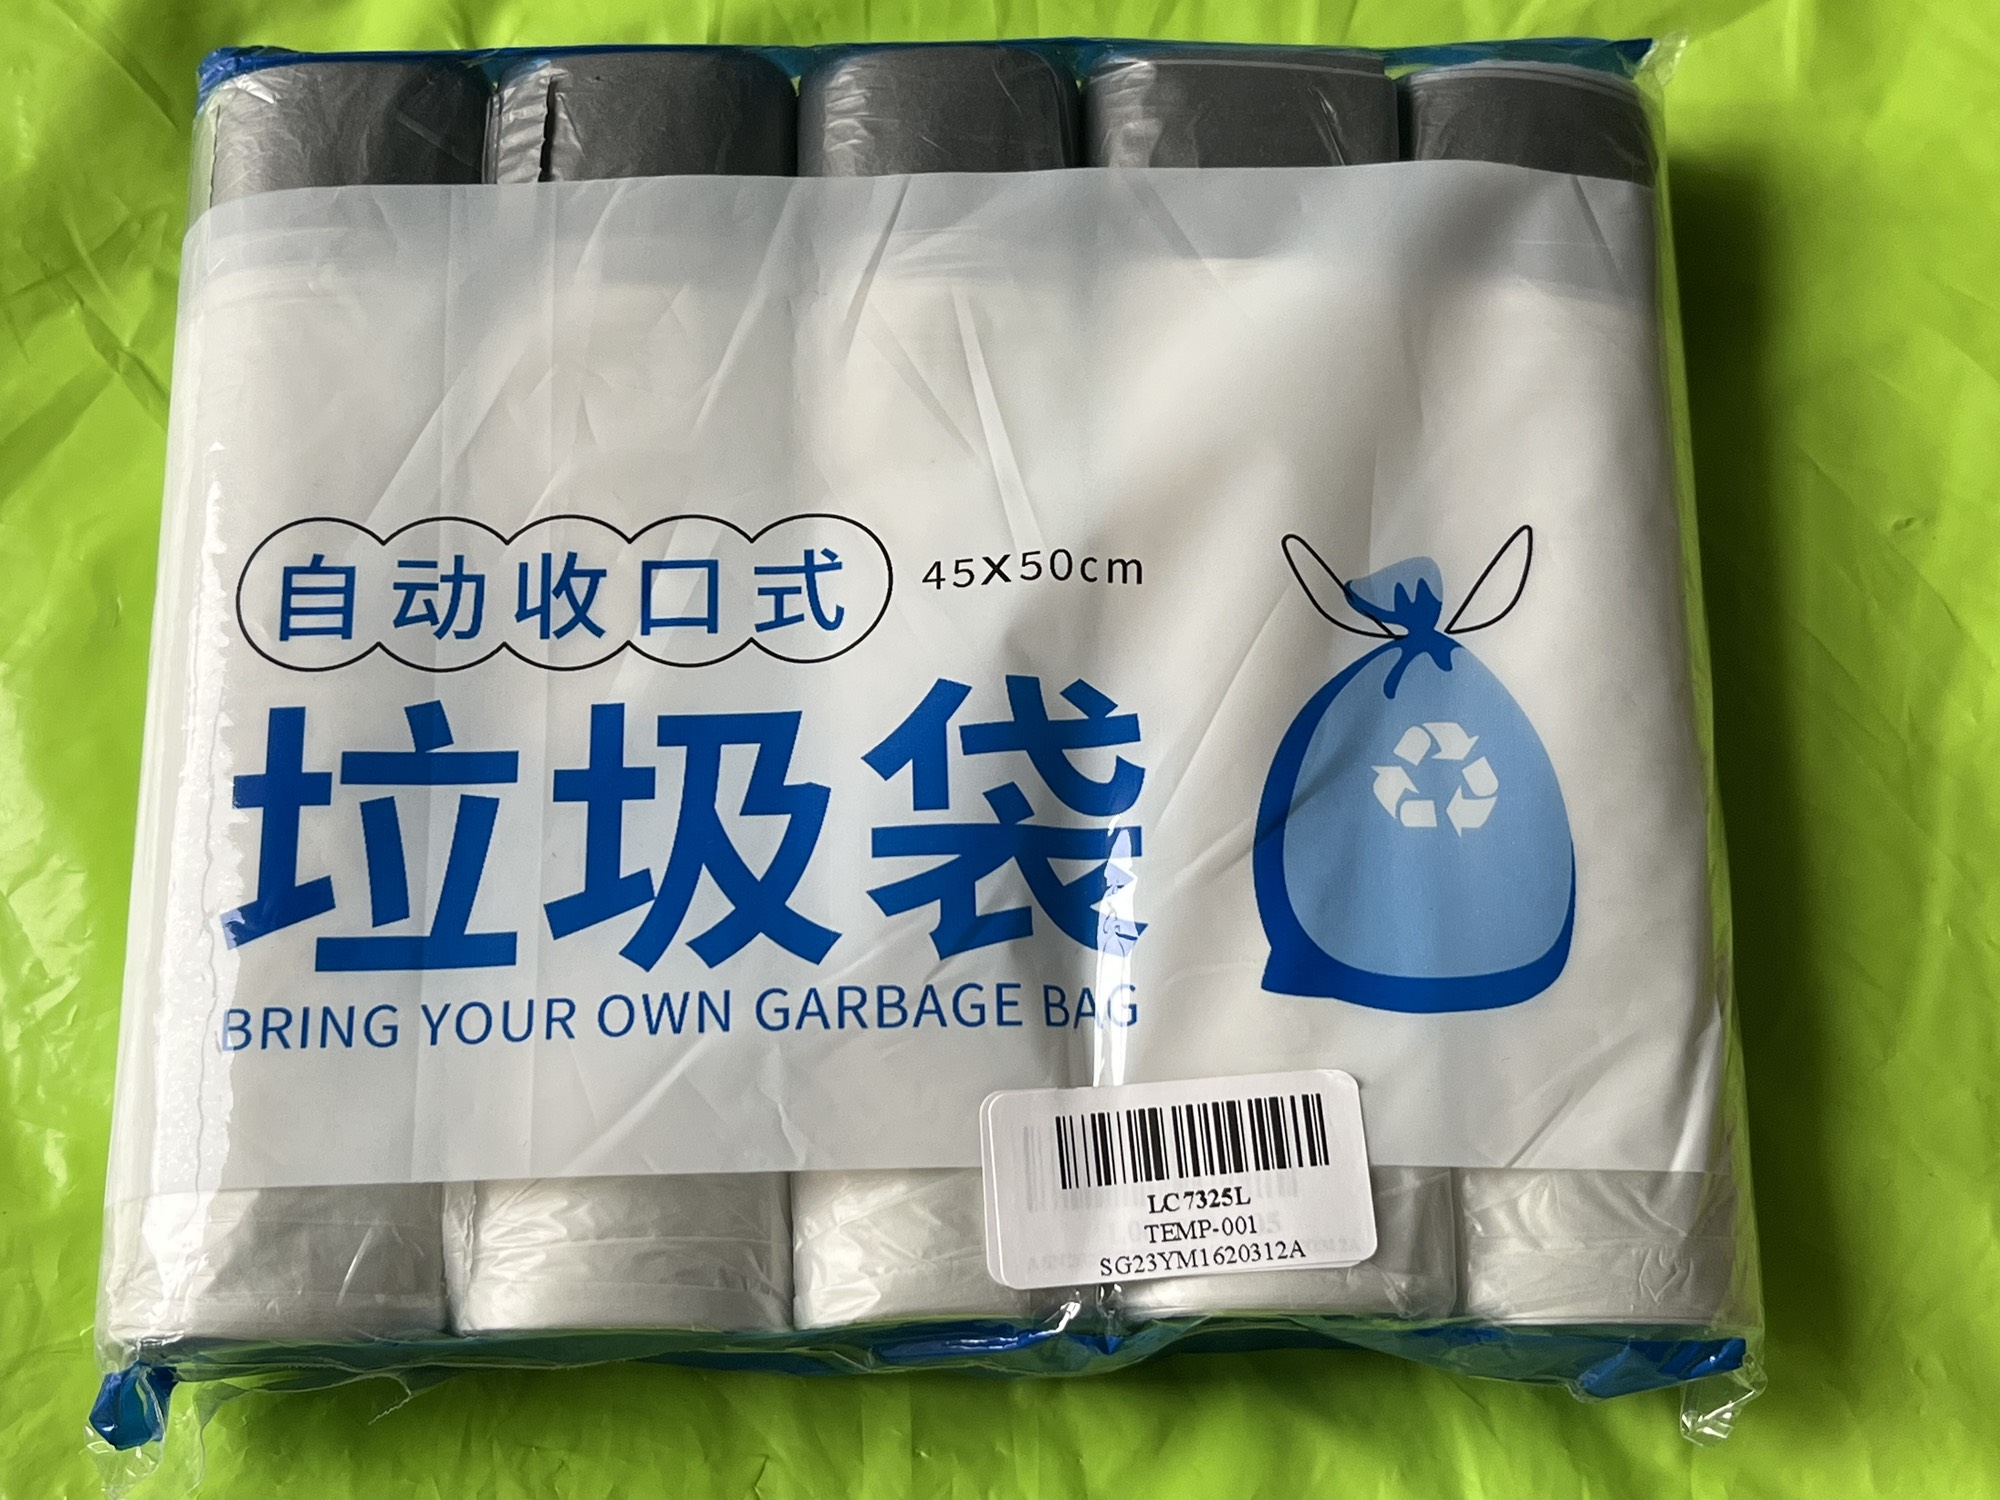 自动收口式
45x50cm
垃圾袋
BRING YOUR OWN GARBAGE BAG
LC7325L
TEMP-001
SG23YM1620312A